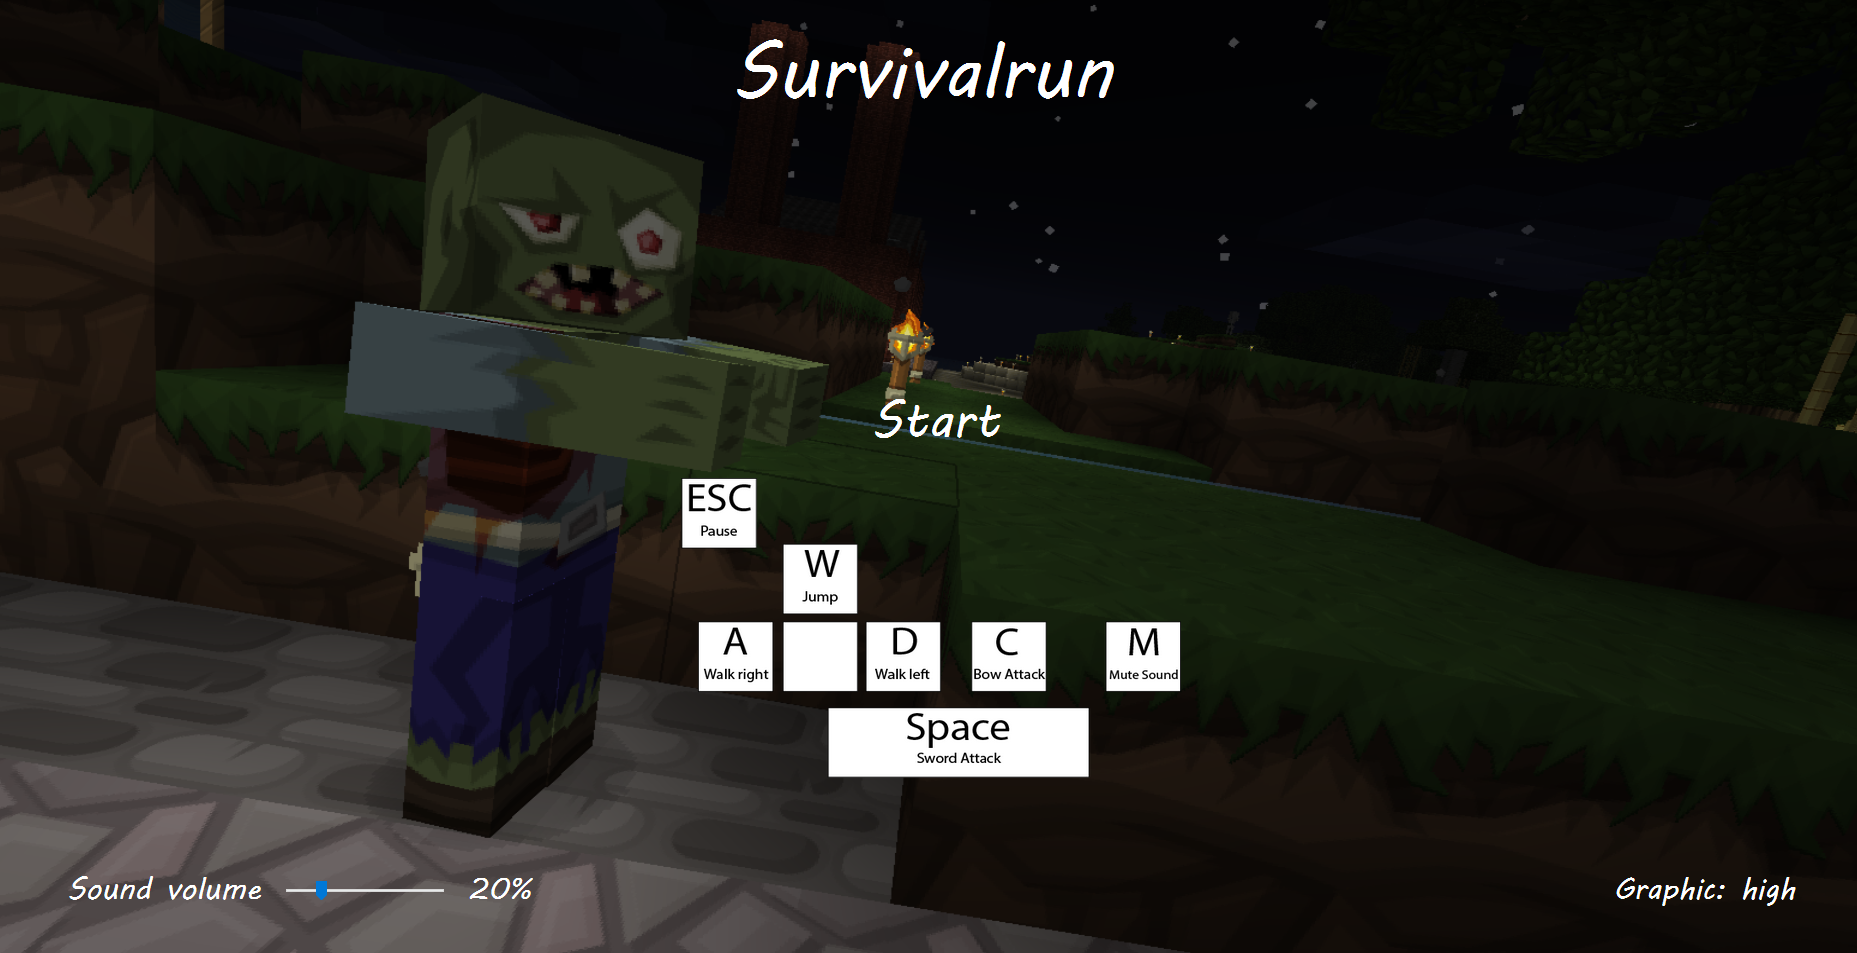 Survivalrun
Start
ESC
Pause
W
Jump
A
Walk right
D
Walk left
C
Bow Attack
M
Mute Sound
Space
Sword Attack
Sound volume 20%
Graphic: high